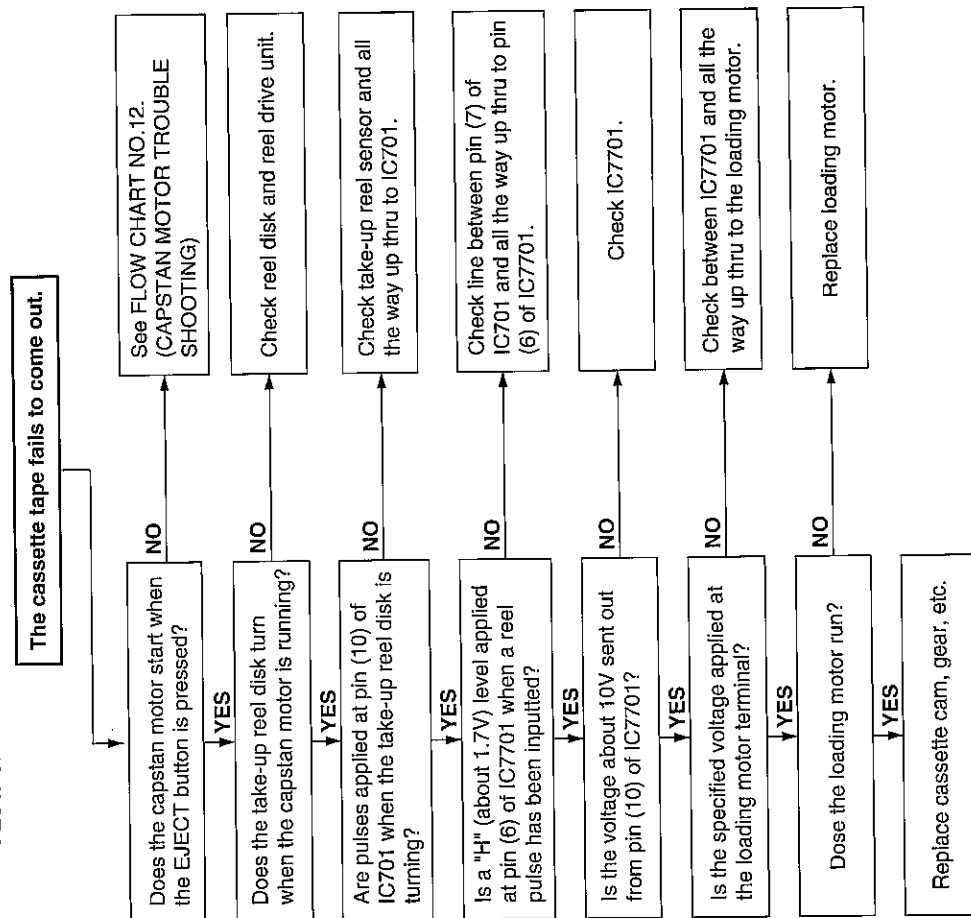 The cassette tape fails to come out.
Does the capstan motor start when
the EJECT button is pressed?
NO
See FLOW CHART NO.12.
(CAPSTAN MOTOR TROUBLE
SHOOTING)
YES
Does the take-up reel disk turn
when the capstan motor is running?
NO
Check reel disk and reel drive unit.
YES
Are pulses applied at pin (10) of
IC701 when the take-up reel disk is
turning?
NO
Check take-up reel sensor and all
the way up thru to IC701.
YES
Is a "H" (about 1.7V) level applied
at pin (6) of IC7701 when a reel
pulse has been inputted?
NO
Check line between pin (7) of
IC701 and all the way up thru to pin
(6) of IC7701.
YES
Is the voltage about 10V sent out
from pin (10) of IC7701?
NO
Check IC7701.
YES
Is the specified voltage applied at
the loading motor terminal?
NO
Check between IC7701 and all the
way up thru to the loading motor.
YES
Dose the loading motor run?
NO
Replace loading motor.
YES
Replace cassette cam, gear, etc.